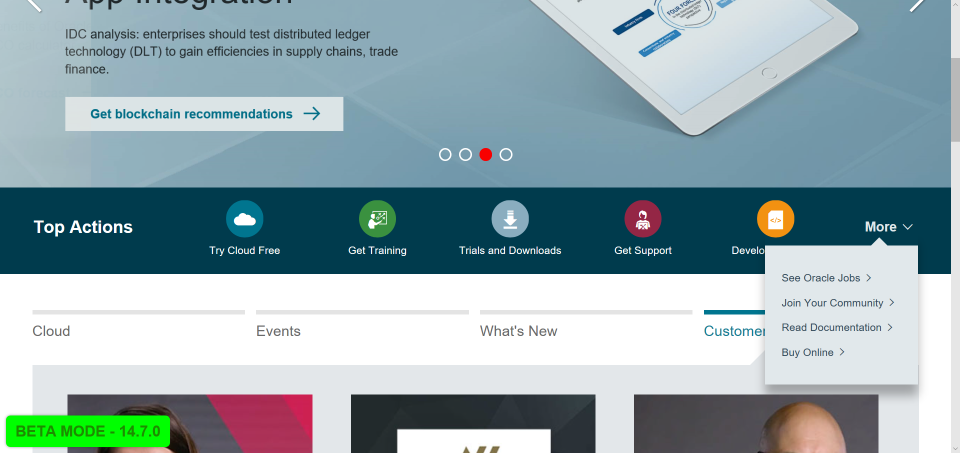 App Integration
IDC analysis: enterprises should test distributed ledger
technology (DLT) to gain efficiencies in supply chains, trade
finance.
Get blockchain recommendations
Top Actions
Try Cloud Free
Get Training
Trials and Downloads
Get Support
Develo
More
See Oracle Jobs
Join Your Community
Read Documentation
Buy Online
Cloud
Events
What's New
Customer
BETA MODE - 14.7.0